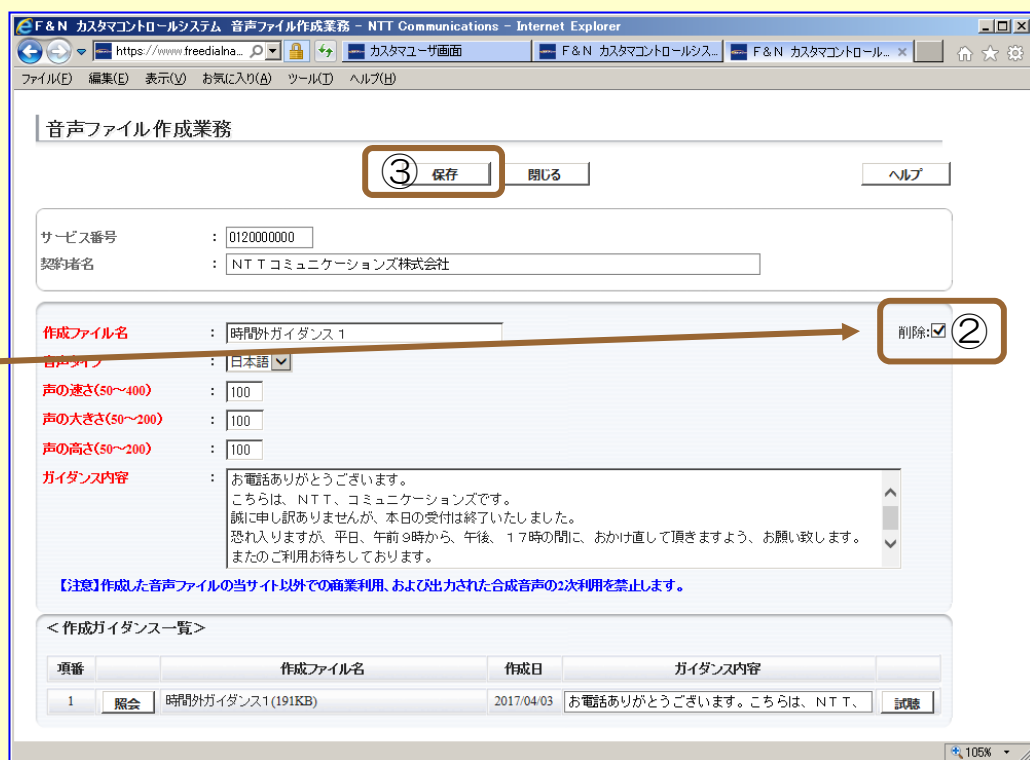 F&N カスタマコントロールシステム 音声ファイル作成業務 - NTT Communications - Internet Explorer
https://www.freedialna...
カスタマユーザ画面
F&N カスタマコントロールシス...
F&N カスタマコントロール...
ファイル(F) 編集(E) 表示(V) お気に入り(A) ツール(T) ヘルプ(H)
音声ファイル作成業務
③ 保存 閉じる ヘルプ
サービス番号 : 0120000000
契約者名 : NTTコミュニケーションズ株式会社
作成ファイル名 : 時間外ガイダンス1 削除: ②
音声タイプ : 日本語
声の速さ(50~400) : 100
声の大きさ(50~200) : 100
声の高さ(50~200) : 100
ガイダンス内容 : お電話ありがとうございます。
こちらは、NTT、コミュニケーションズです。
誠に申し訳ありませんが、本日の受付は終了いたしました。
恐れ入りますが、平日、午前9時から、午後、17時の間に、おかけ直して頂きますよう、お願い致します。
またのご利用お待ちしております。
【注意】作成した音声ファイルの当サイト以外での商業利用、および出力された合成音声の2次利用を禁止します。
<作成ガイダンス一覧>
項番 作成ファイル名 作成日 ガイダンス内容
1 照会 時間外ガイダンス1(191KB) 2017/04/03 お電話ありがとうございます。こちらは、NTT、 試聴
105%